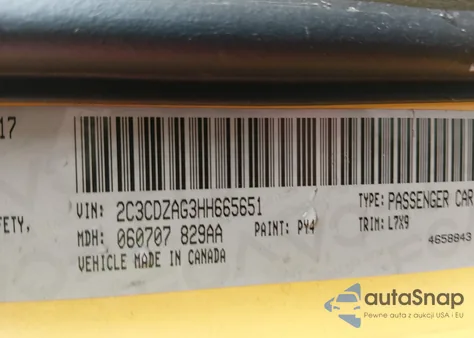 17
VIN: 2C3CDZAG3HH665651
TYPE: PASSENGER CAR
FETY,
MDH: 060707 829AA
PAINT: PY4
TRIM: L7X9
VEHICLE MADE IN CANADA
4658843
autoSnap
Pewne auta z aukcji USA i EU